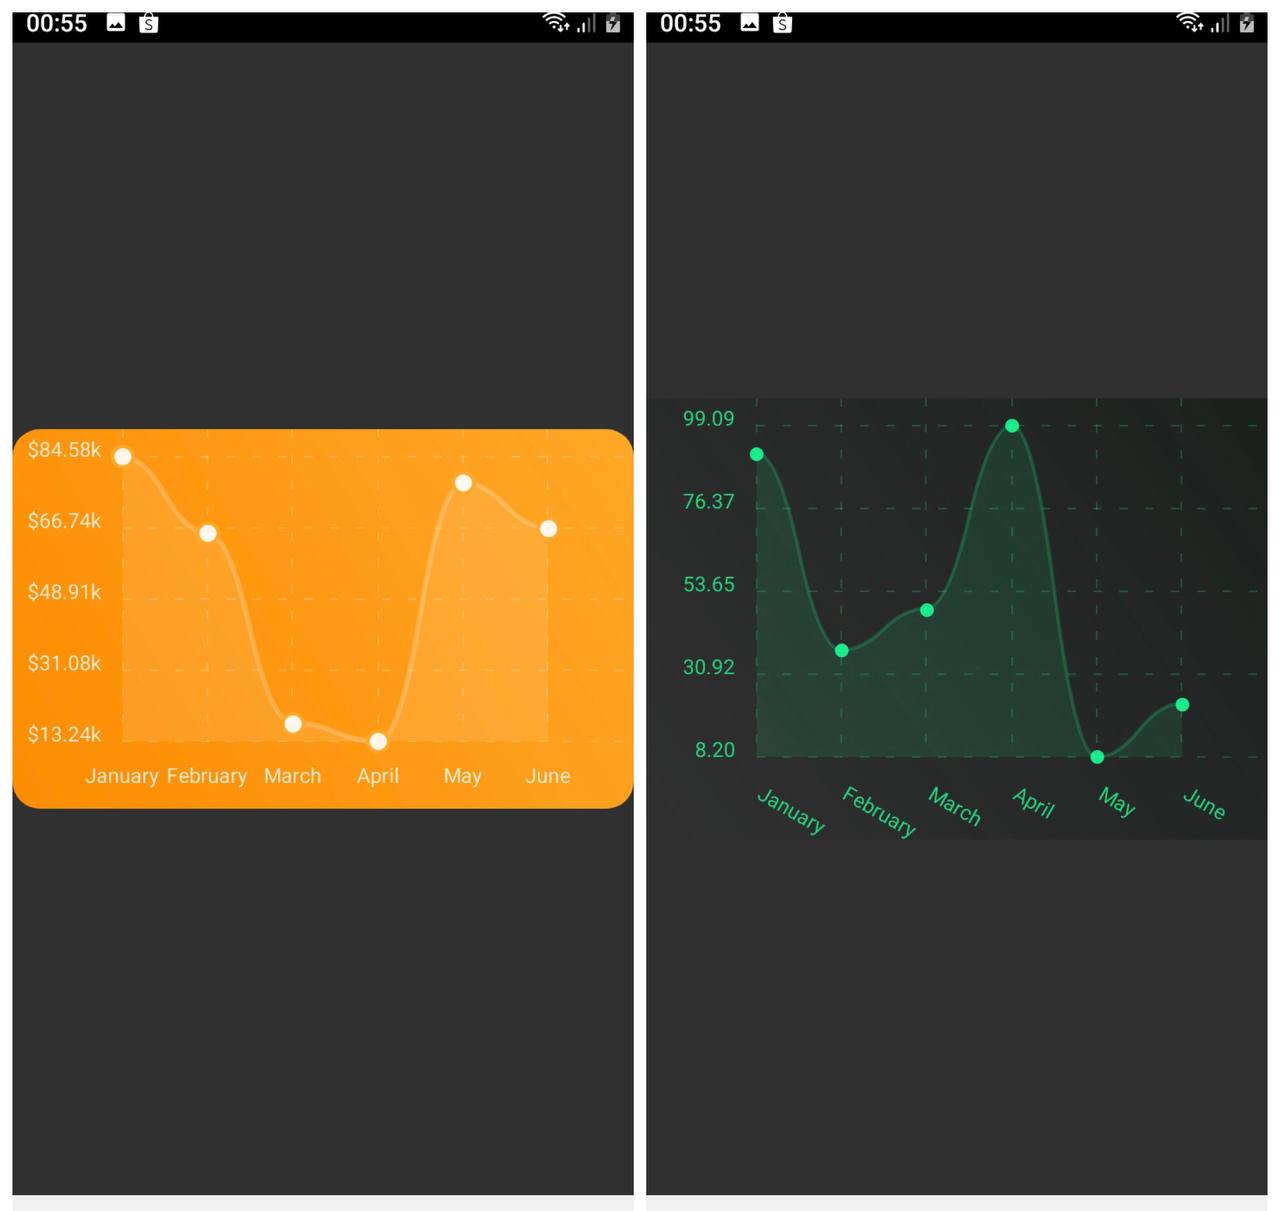 00:55
$84.58k
$66.74k
$48.91k
$31.08k
$13.24k
January February March April May June
00:55
99.09
76.37
53.65
30.92
8.20
January February March April May June